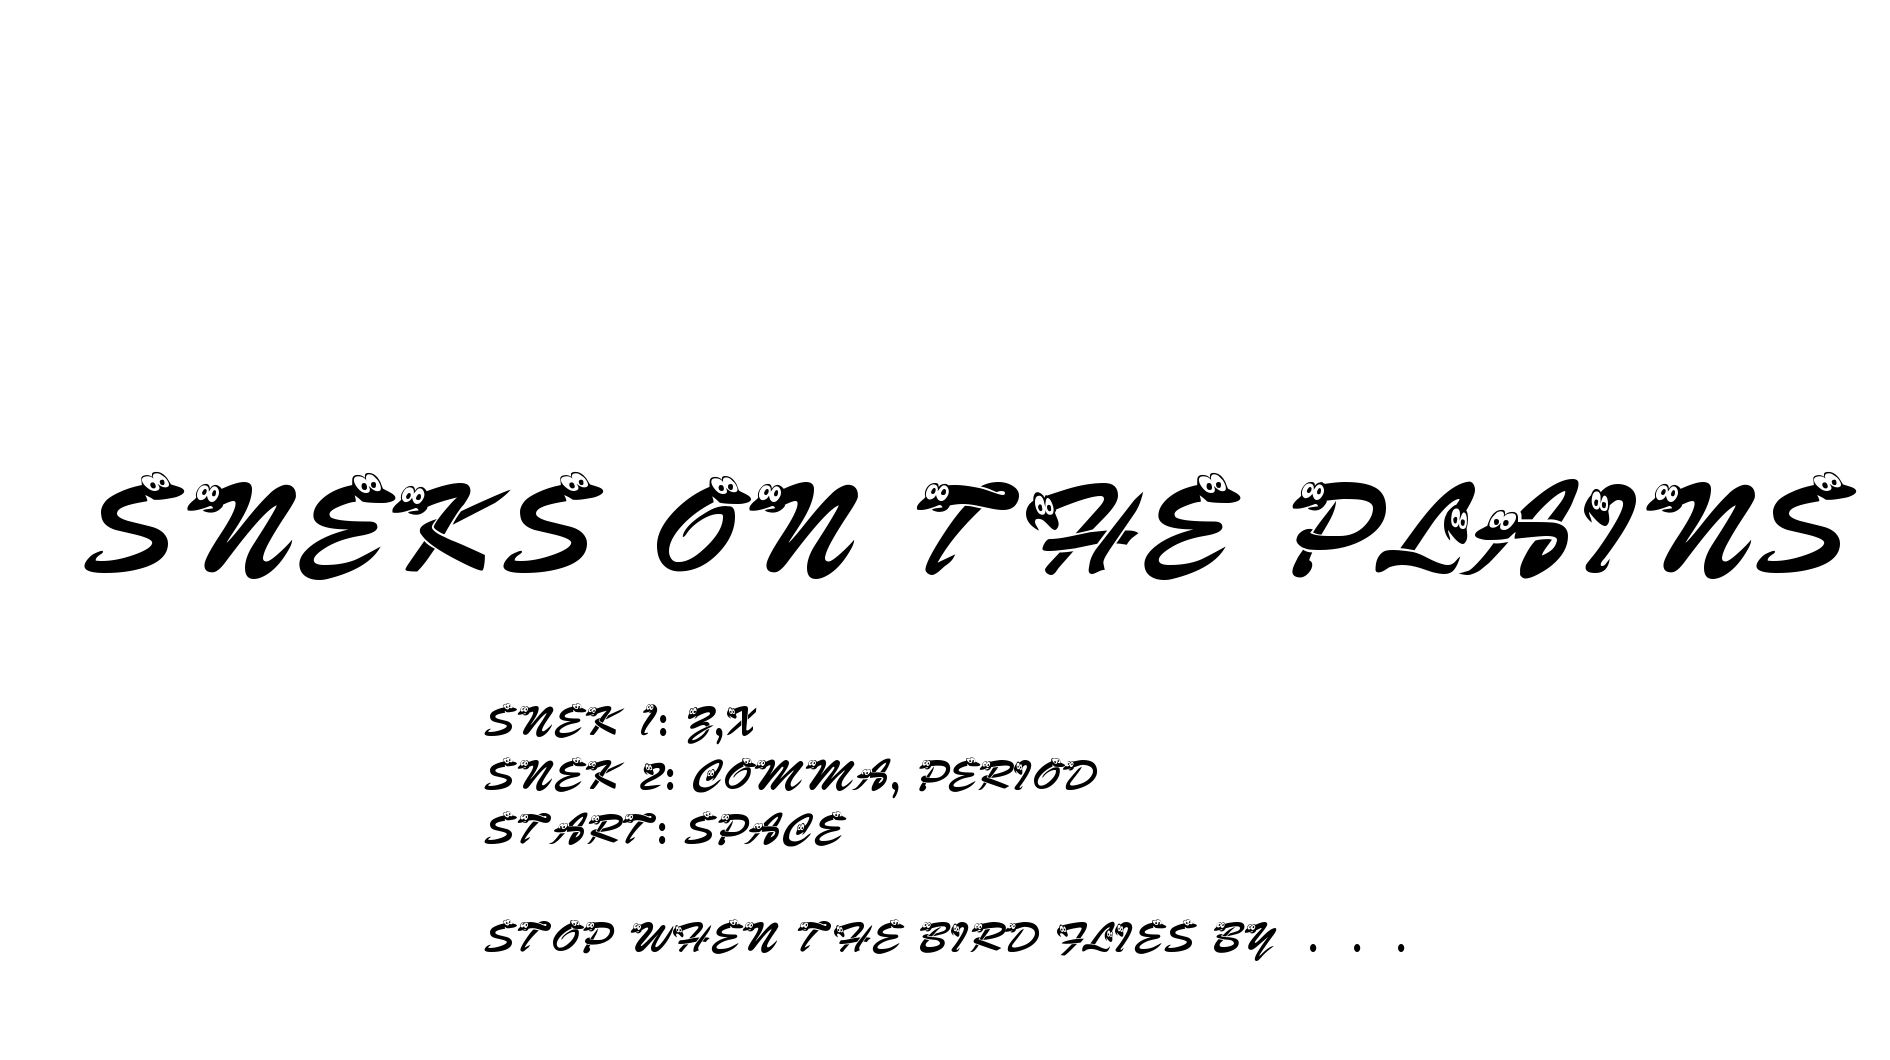 SNEKS ON THE PLAINS
SNEK 1: Z,X
SNEK 2: COMMA, PERIOD
START: SPACE
STOP WHEN THE BIRD FLIES BY . . .